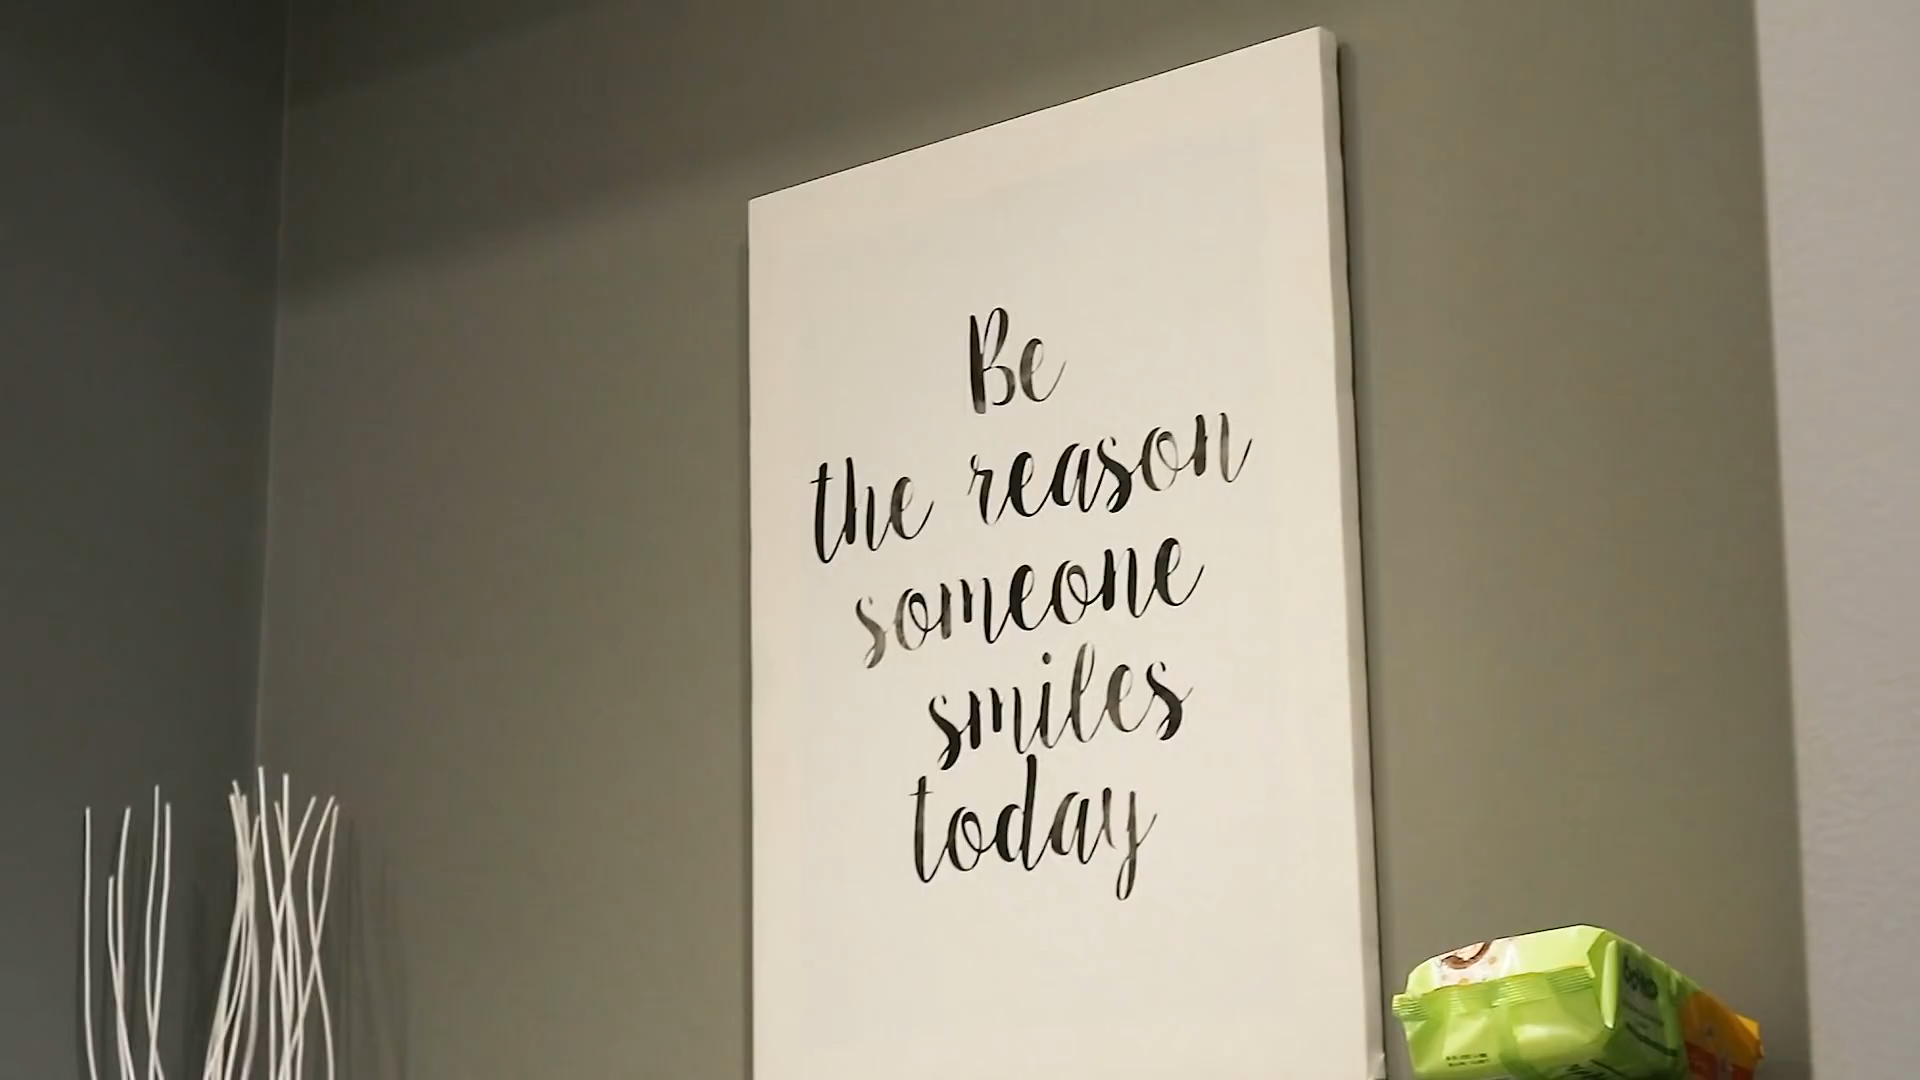 Be
the reason
someone
smiles
today